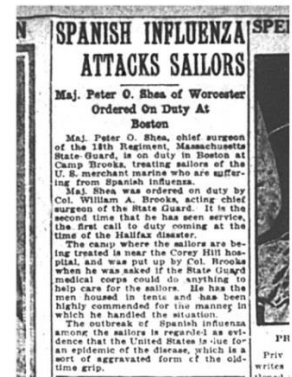 SPANISH INFLUENZA
ATTACKS SAILORS
Maj. Peter O. Shea of Worcester
Ordered On Duty At
Boston
Maj. Peter O. Shea, chief surgeon
of the 18th Regiment, Massachusetts
State Guard, is on duty in Boston at
Camp Brooks, treating sailors of the
U. S. merchant marine who are suffer-
ing from Spanish Influenza.
Maj. Shea was ordered on duty by
Col. William A. Brooks, acting chief
surgeon of the State Guard. It is the
second time that he has seen service,
the first call to duty coming at the
time of the Halifax disaster.
The camp where the sailors are be-
ing treated is near the Corey Hill hos-
pital, and was put up by Col. Brooks
when he was asked if the State Guard
medical corps could do anything to
help care for the sailors. He has the
men housed in tents and has been
highly commended for the manner in
which he handled the situation.
The outbreak of Spanish influenza
among the sailors is regarded as evi-
dence that the United States is due for
an epidemic of the disease, which is a
sort of aggravated form of the old-
time grip.
N
SPE
PR
Priv
writes